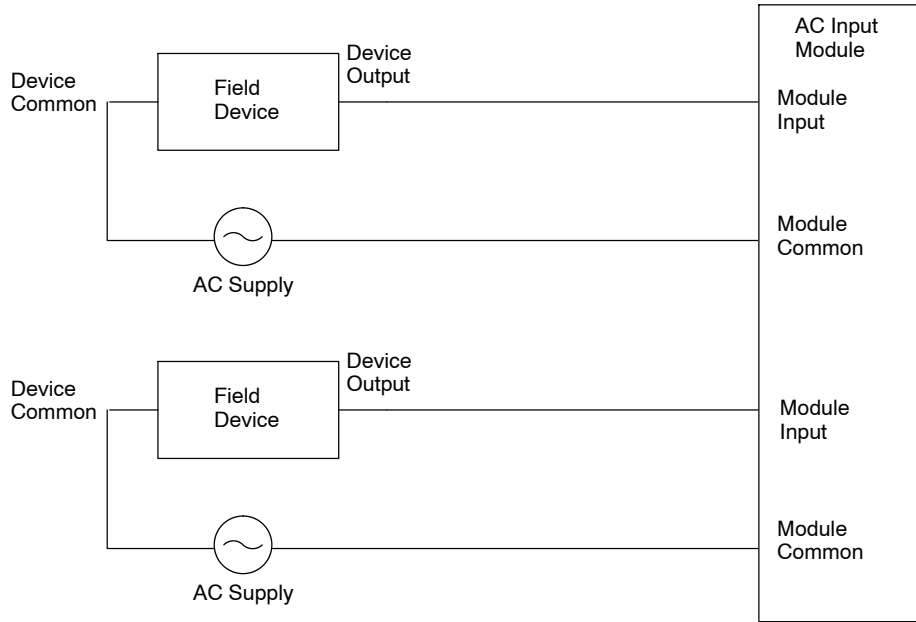 AC Input
Module
Device
Output
Device
Common
Field
Device
Module
Input
Module
Common
AC Supply
Device
Output
Device
Common
Field
Device
Module
Input
Module
Common
AC Supply